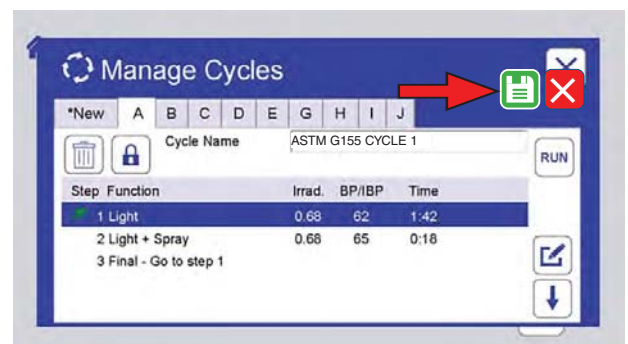 Manage Cycles
*New A B C D E G H I J
Cycle Name ASTM G155 CYCLE 1
RUN
Step Function Irrad. BP/IBP Time
1 Light 0.68 62 1:42
2 Light + Spray 0.68 65 0:18
3 Final - Go to step 1